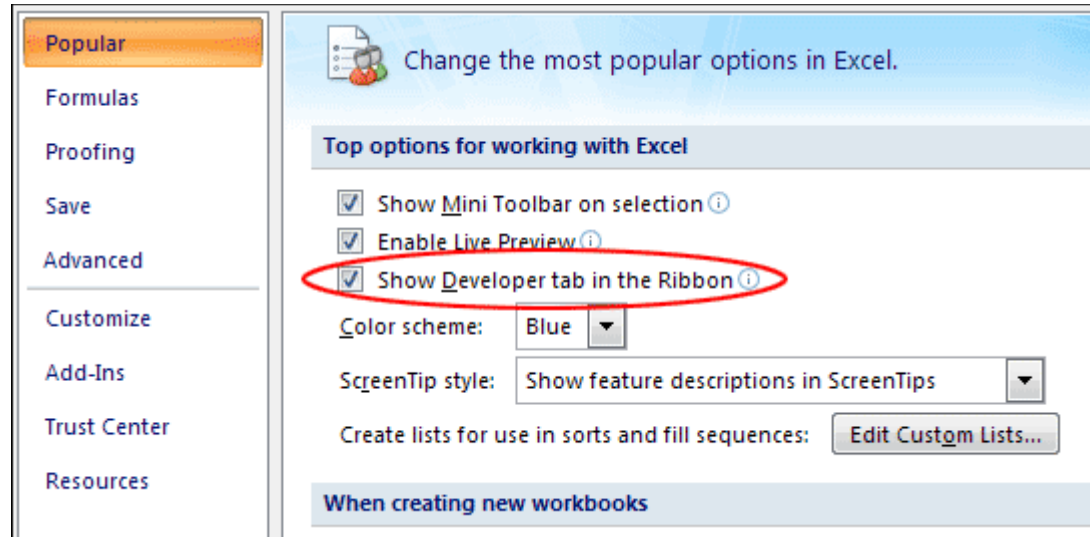 Popular
Formulas
Proofing
Save
Advanced
Customize
Add-Ins
Trust Center
Resources
Change the most popular options in Excel.
Top options for working with Excel
Show Mini Toolbar on selection
Enable Live Preview
Show Developer tab in the Ribbon
Color scheme: Blue
ScreenTip style: Show feature descriptions in ScreenTips
Create lists for use in sorts and fill sequences: Edit Custom Lists...
When creating new workbooks